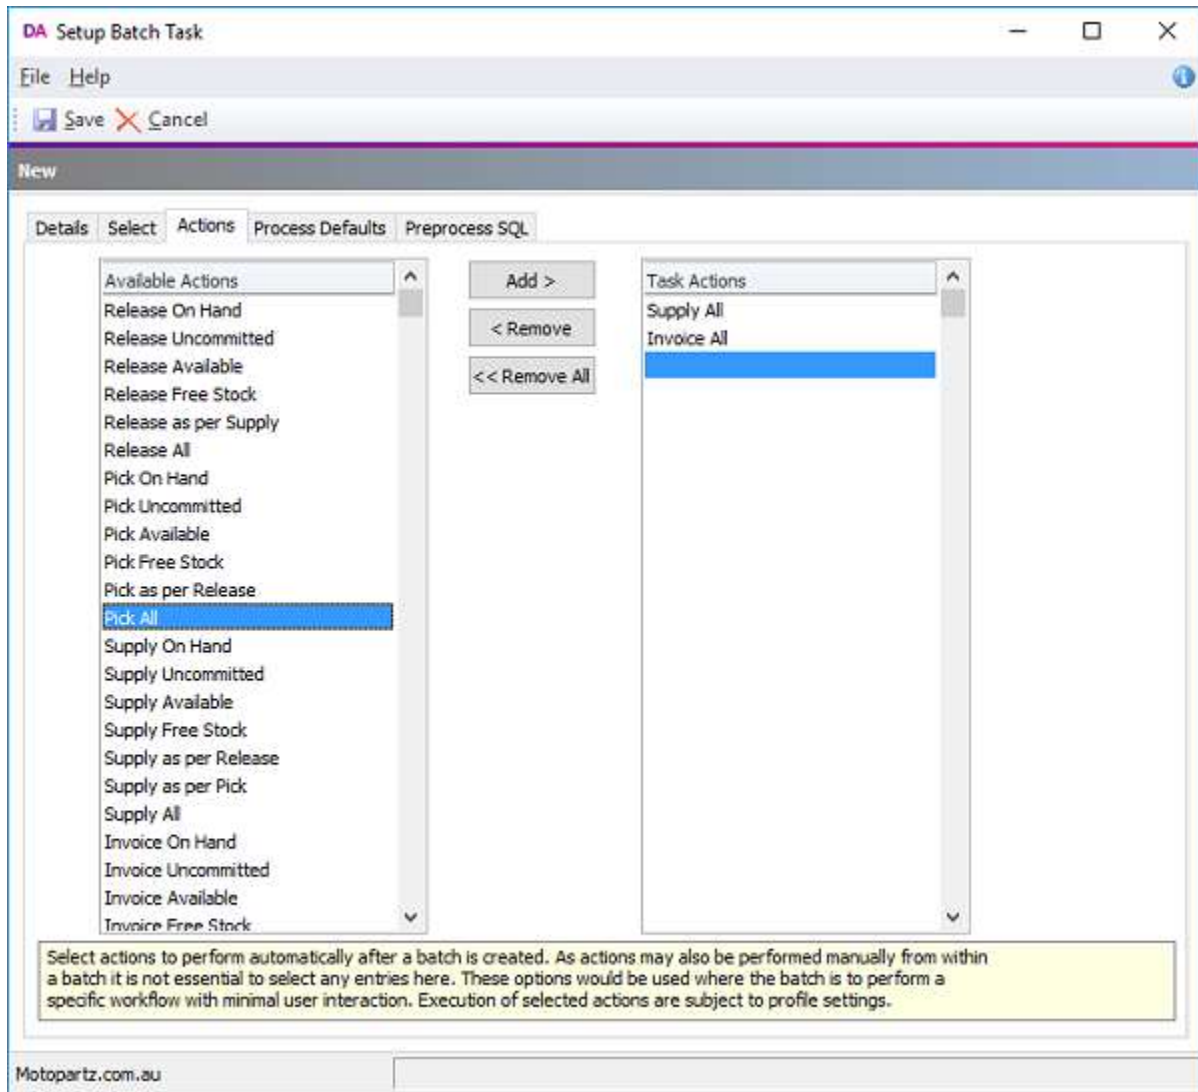 DA Setup Batch Task
File Help
Save Cancel
New
Details Select Actions Process Defaults Preprocess SQL
Available Actions
Release On Hand
Release Uncommitted
Release Available
Release Free Stock
Release as per Supply
Release All
Pick On Hand
Pick Uncommitted
Pick Available
Pick Free Stock
Pick as per Release
Pick All
Supply On Hand
Supply Uncommitted
Supply Available
Supply Free Stock
Supply as per Release
Supply as per Pick
Supply All
Invoice On Hand
Invoice Uncommitted
Invoice Available
Invoice Free Stock
Add >
< Remove
<< Remove All
Task Actions
Supply All
Invoice All
Select actions to perform automatically after a batch is created. As actions may also be performed manually from within
a batch it is not essential to select any entries here. These options would be used where the batch is to perform a
specific workflow with minimal user interaction. Execution of selected actions are subject to profile settings.
Motopartz.com.au